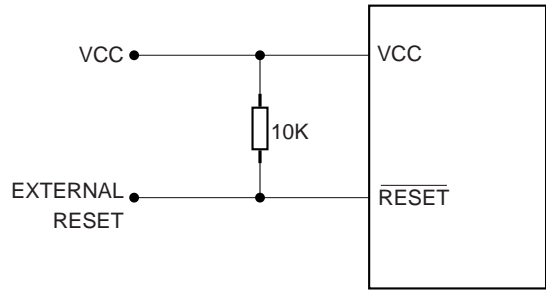 VCC
VCC
10K
EXTERNAL
RESET
RESET